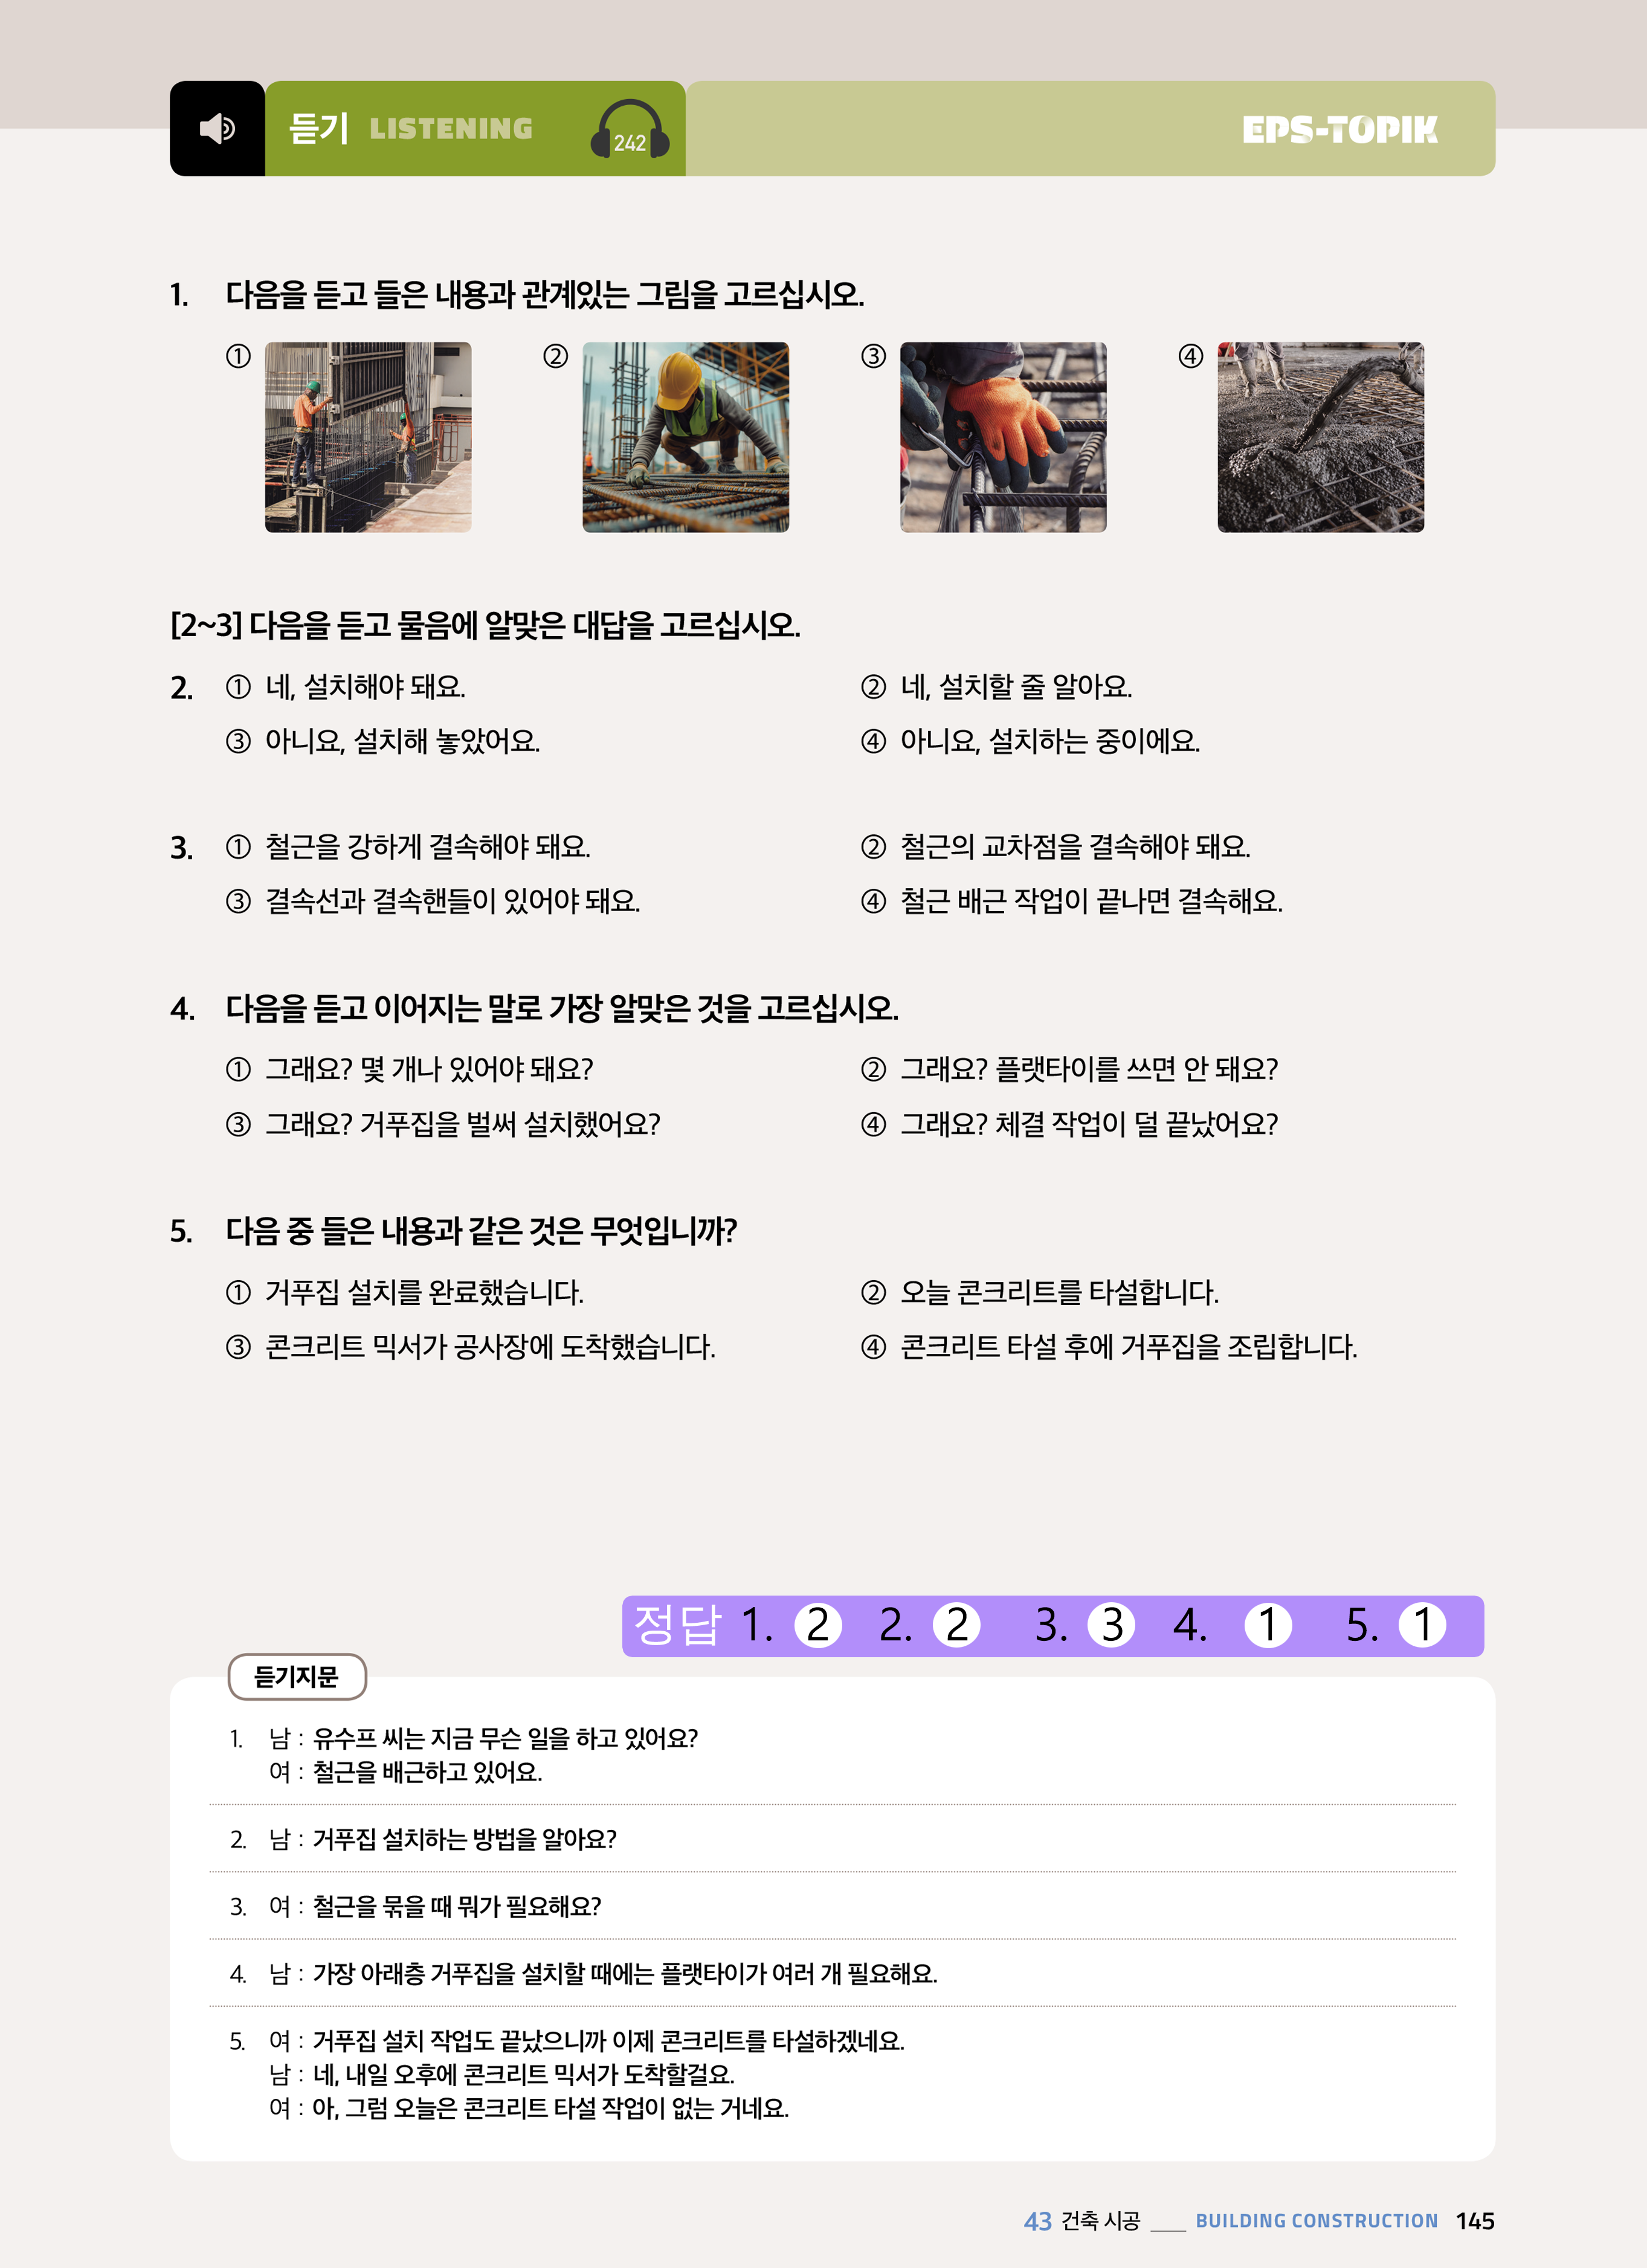 듣기 LISTENING 242 EPS-TOPIK
1. 다음을 듣고 들은 내용과 관계있는 그림을 고르십시오.
① ② ③ ④
[2~3] 다음을 듣고 물음에 알맞은 대답을 고르십시오.
2. ① 네, 설치해야 돼요. ② 네, 설치할 줄 알아요.
③ 아니요, 설치해 놓았어요. ④ 아니요, 설치하는 중이에요.
3. ① 철근을 강하게 결속해야 돼요. ② 철근의 교차점을 결속해야 돼요.
③ 결속선과 결속핸들이 있어야 돼요. ④ 철근 배근 작업이 끝나면 결속해요.
4. 다음을 듣고 이어지는 말로 가장 알맞은 것을 고르십시오.
① 그래요? 몇 개나 있어야 돼요? ② 그래요? 플랫타이를 쓰면 안 돼요?
③ 그래요? 거푸집을 벌써 설치했어요? ④ 그래요? 체결 작업이 덜 끝났어요?
5. 다음 중 들은 내용과 같은 것은 무엇입니까?
① 거푸집 설치를 완료했습니다. ② 오늘 콘크리트를 타설합니다.
③ 콘크리트 믹서가 공사장에 도착했습니다. ④ 콘크리트 타설 후에 거푸집을 조립합니다.
정답 1. 2 2. 2 3. 3 4. 1 5. 1
듣기지문
1. 남 : 유수프 씨는 지금 무슨 일을 하고 있어요?
여 : 철근을 배근하고 있어요.
2. 남 : 거푸집 설치하는 방법을 알아요?
3. 여 : 철근을 묶을 때 뭐가 필요해요?
4. 남 : 가장 아래층 거푸집을 설치할 때에는 플랫타이가 여러 개 필요해요.
5. 여 : 거푸집 설치 작업도 끝났으니까 이제 콘크리트를 타설하겠네요.
남 : 네, 내일 오후에 콘크리트 믹서가 도착할걸요.
여 : 아, 그럼 오늘은 콘크리트 타설 작업이 없는 거네요.
43 건축 시공 ___ BUILDING CONSTRUCTION 145